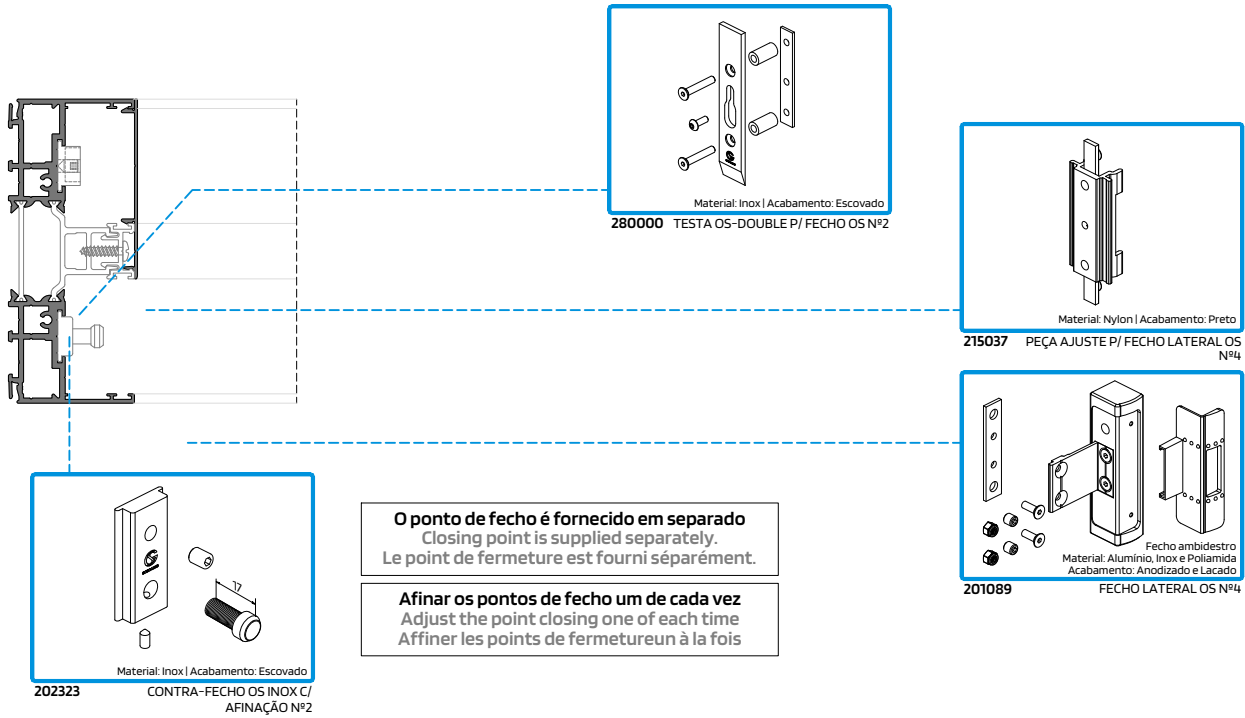 Material: Inox | Acabamento: Escovado
280000 TESTA OS-DOUBLE P/ FECHO OS Nº2
Material: Nylon | Acabamento: Preto
215037 PEÇA AJUSTE P/ FECHO LATERAL OS
Nº4
Fecho ambidestro
Material: Alumínio, Inox e Poliamida
Acabamento: Anodizado e Lacado
201089 FECHO LATERAL OS Nº4
17
Material: Inox | Acabamento: Escovado
202323 CONTRA-FECHO OS INOX C/
AFINAÇÃO Nº2
O ponto de fecho é fornecido em separado
Closing point is supplied separately.
Le point de fermeture est fourni séparément.
Afinar os pontos de fecho um de cada vez
Adjust the point closing one of each time
Affiner les points de fermetureun à la fois